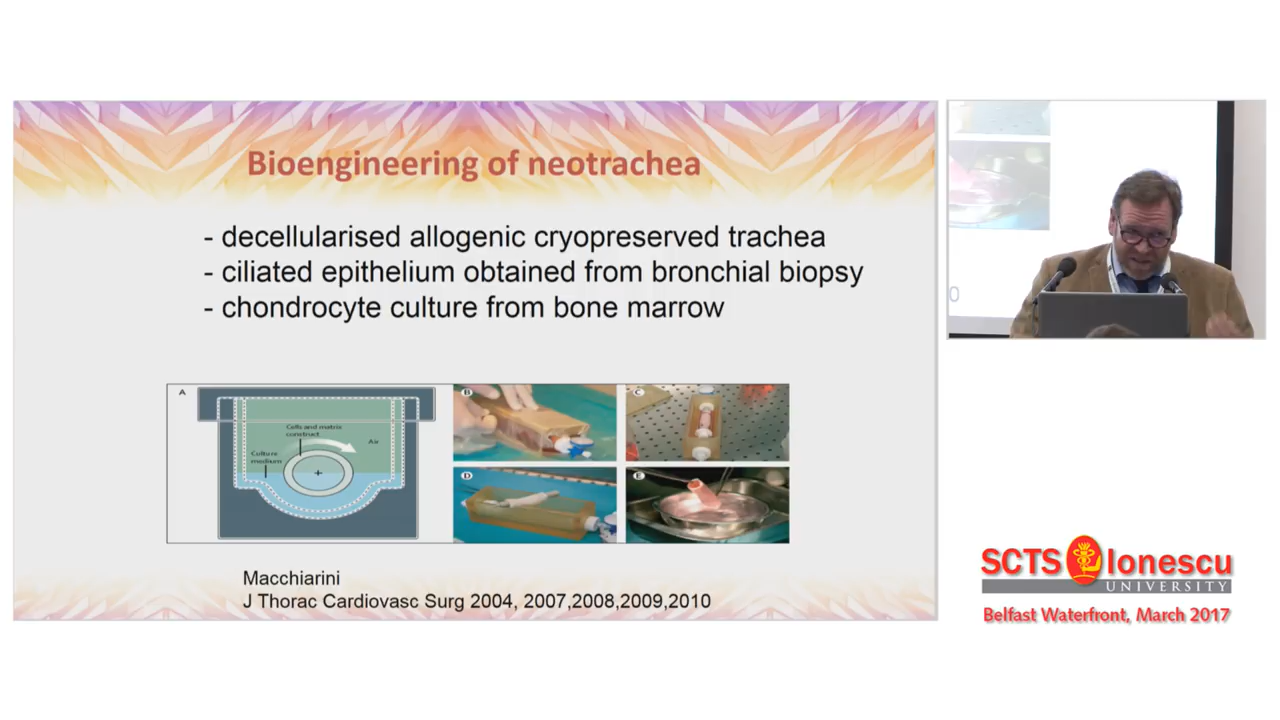 Bioengineering of neotrachea
- decellularised allogenic cryopreserved trachea
- ciliated epithelium obtained from bronchial biopsy
- chondrocyte culture from bone marrow
A
Cells and matrix
construct
Air
Culture
medium
B
C
D
E
Macchiarini
J Thorac Cardiovasc Surg 2004, 2007,2008,2009,2010
0
SCTS Ionescu
UNIVERSITY
Belfast Waterfront, March 2017